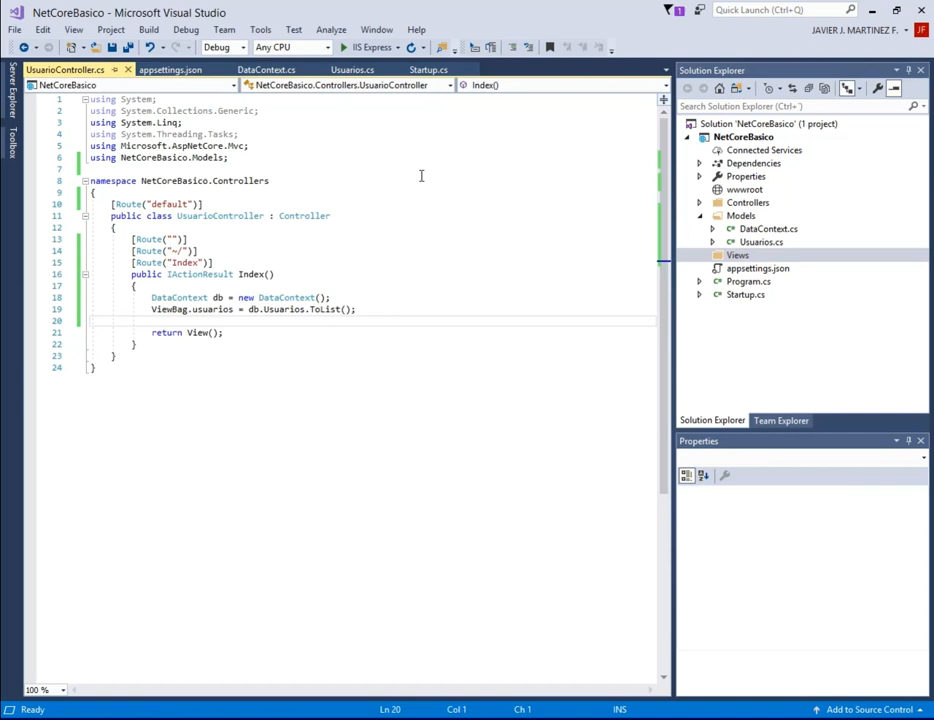 NetCoreBasico - Microsoft Visual Studio
1
Quick Launch (Ctrl+Q)
File Edit View Project Build Debug Team Tools Test Analyze Window Help
JAVIER J. MARTINEZ F.
JF
Debug Any CPU IIS Express
Server Explorer
Toolbox
UsuarioController.cs appsettings.json DataContext.cs Usuarios.cs Startup.cs
NetCoreBasico NetCoreBasico.Controllers.UsuarioController Index()
1 using System;
2 using System.Collections.Generic;
3 using System.Linq;
4 using System.Threading.Tasks;
5 using Microsoft.AspNetCore.Mvc;
6 using NetCoreBasico.Models;
7
8 namespace NetCoreBasico.Controllers
9 {
10 [Route("default")]
11 public class UsuarioController : Controller
12 {
13 [Route("")]
14 [Route("~/")]
15 [Route("Index")]
16 public IActionResult Index()
17 {
18 DataContext db = new DataContext();
19 ViewBag.usuarios = db.Usuarios.ToList();
20
21 return View();
22 }
23 }
24 }
100 %
Solution Explorer
Search Solution Explorer (Ctrl+´)
Solution 'NetCoreBasico' (1 project)
NetCoreBasico
Connected Services
Dependencies
Properties
wwwroot
Controllers
Models
DataContext.cs
Usuarios.cs
Views
appsettings.json
Program.cs
Startup.cs
Solution Explorer Team Explorer
Properties
Ready Ln 20 Col 1 Ch 1 INS Add to Source Control